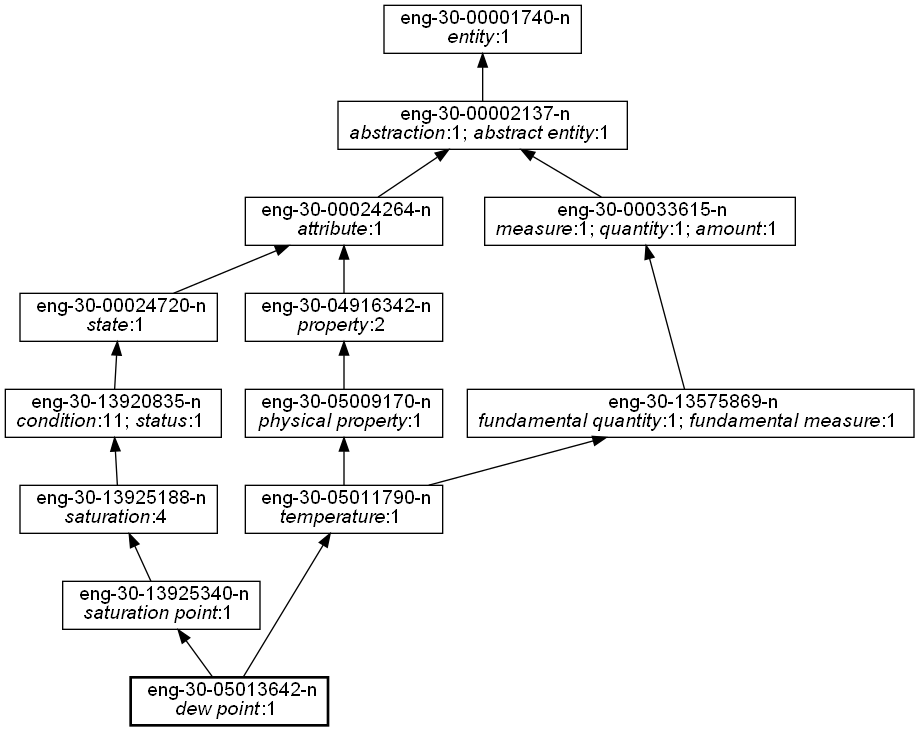 eng-30-00001740-n
entity:1
eng-30-00002137-n
abstraction:1; abstract entity:1
eng-30-00024264-n
attribute:1
eng-30-00033615-n
measure:1; quantity:1; amount:1
eng-30-00024720-n
state:1
eng-30-04916342-n
property:2
eng-30-13920835-n
condition:11; status:1
eng-30-05009170-n
physical property:1
eng-30-13575869-n
fundamental quantity:1; fundamental measure:1
eng-30-13925188-n
saturation:4
eng-30-05011790-n
temperature:1
eng-30-13925340-n
saturation point:1
eng-30-05013642-n
dew point:1